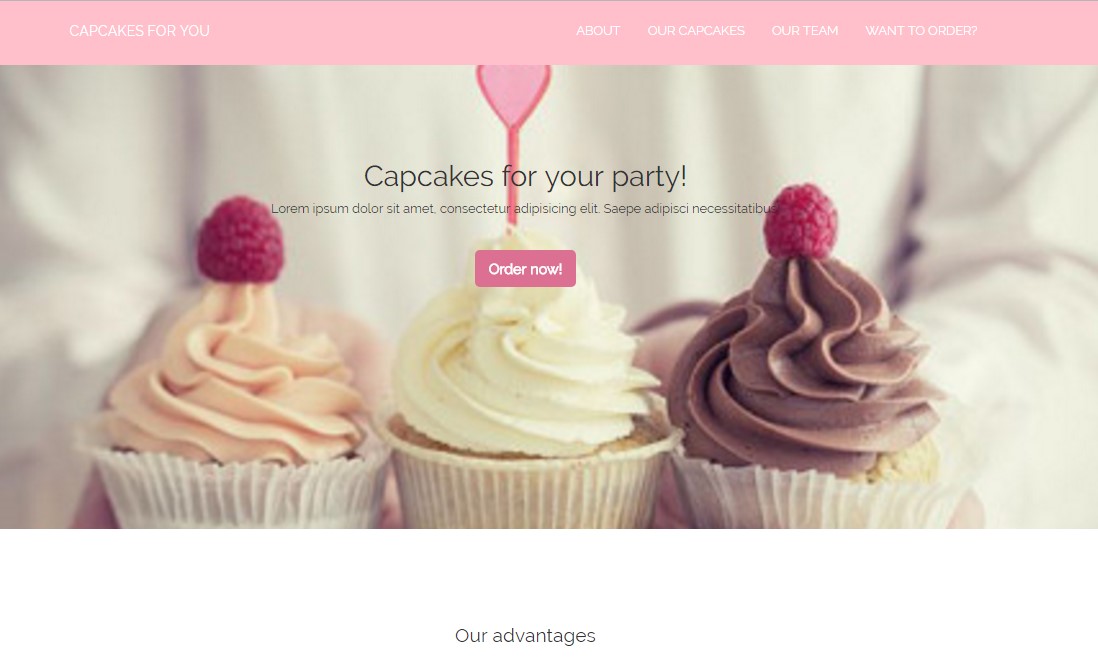 CAPCAKES FOR YOU
ABOUT OUR CAPCAKES OUR TEAM WANT TO ORDER?
Capcakes for your party!
Lorem ipsum dolor sit amet, consectetur adipisicing elit. Saepe adipisci necessitatibus
Order now!
Our advantages